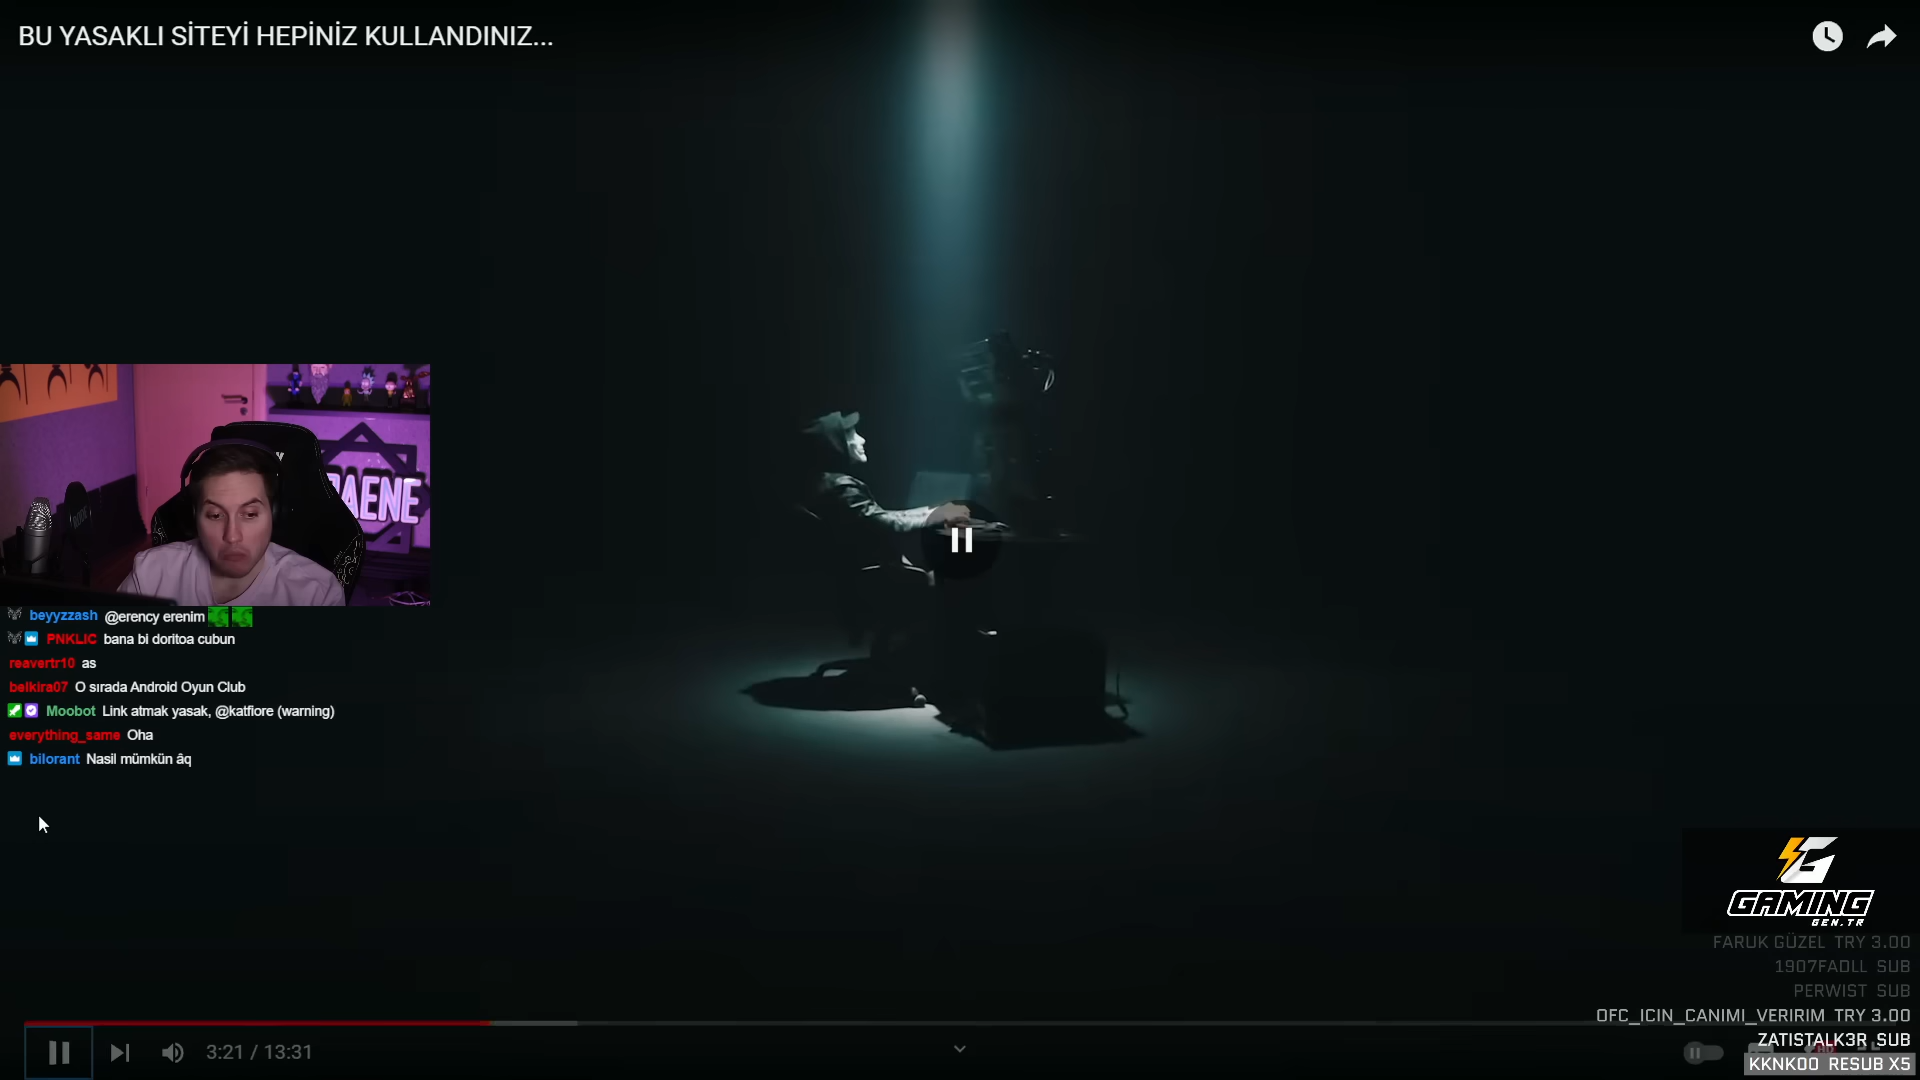 BU YASAKLI SİTEYİ HEPİNİZ KULLANDINIZ...
beyyzzash @erency erenim
PNKLIC bana bi doritoa cubun
reavertr10 as
belkira07 O sırada Android Oyun Club
Moobot Link atmak yasak, @katfiore (warning)
everything_same Oha
bilorant Nasil mümkün âq
GAMING
GEN.TR
FARUK GÜZEL TRY 3.00
1907FADLL SUB
PERWIST SUB
OFC_ICIN_CANIMI_VERIRIM TRY 3.00
ZATISTALK3R SUB
KKNK00 RESUB X5
3:21 / 13:31